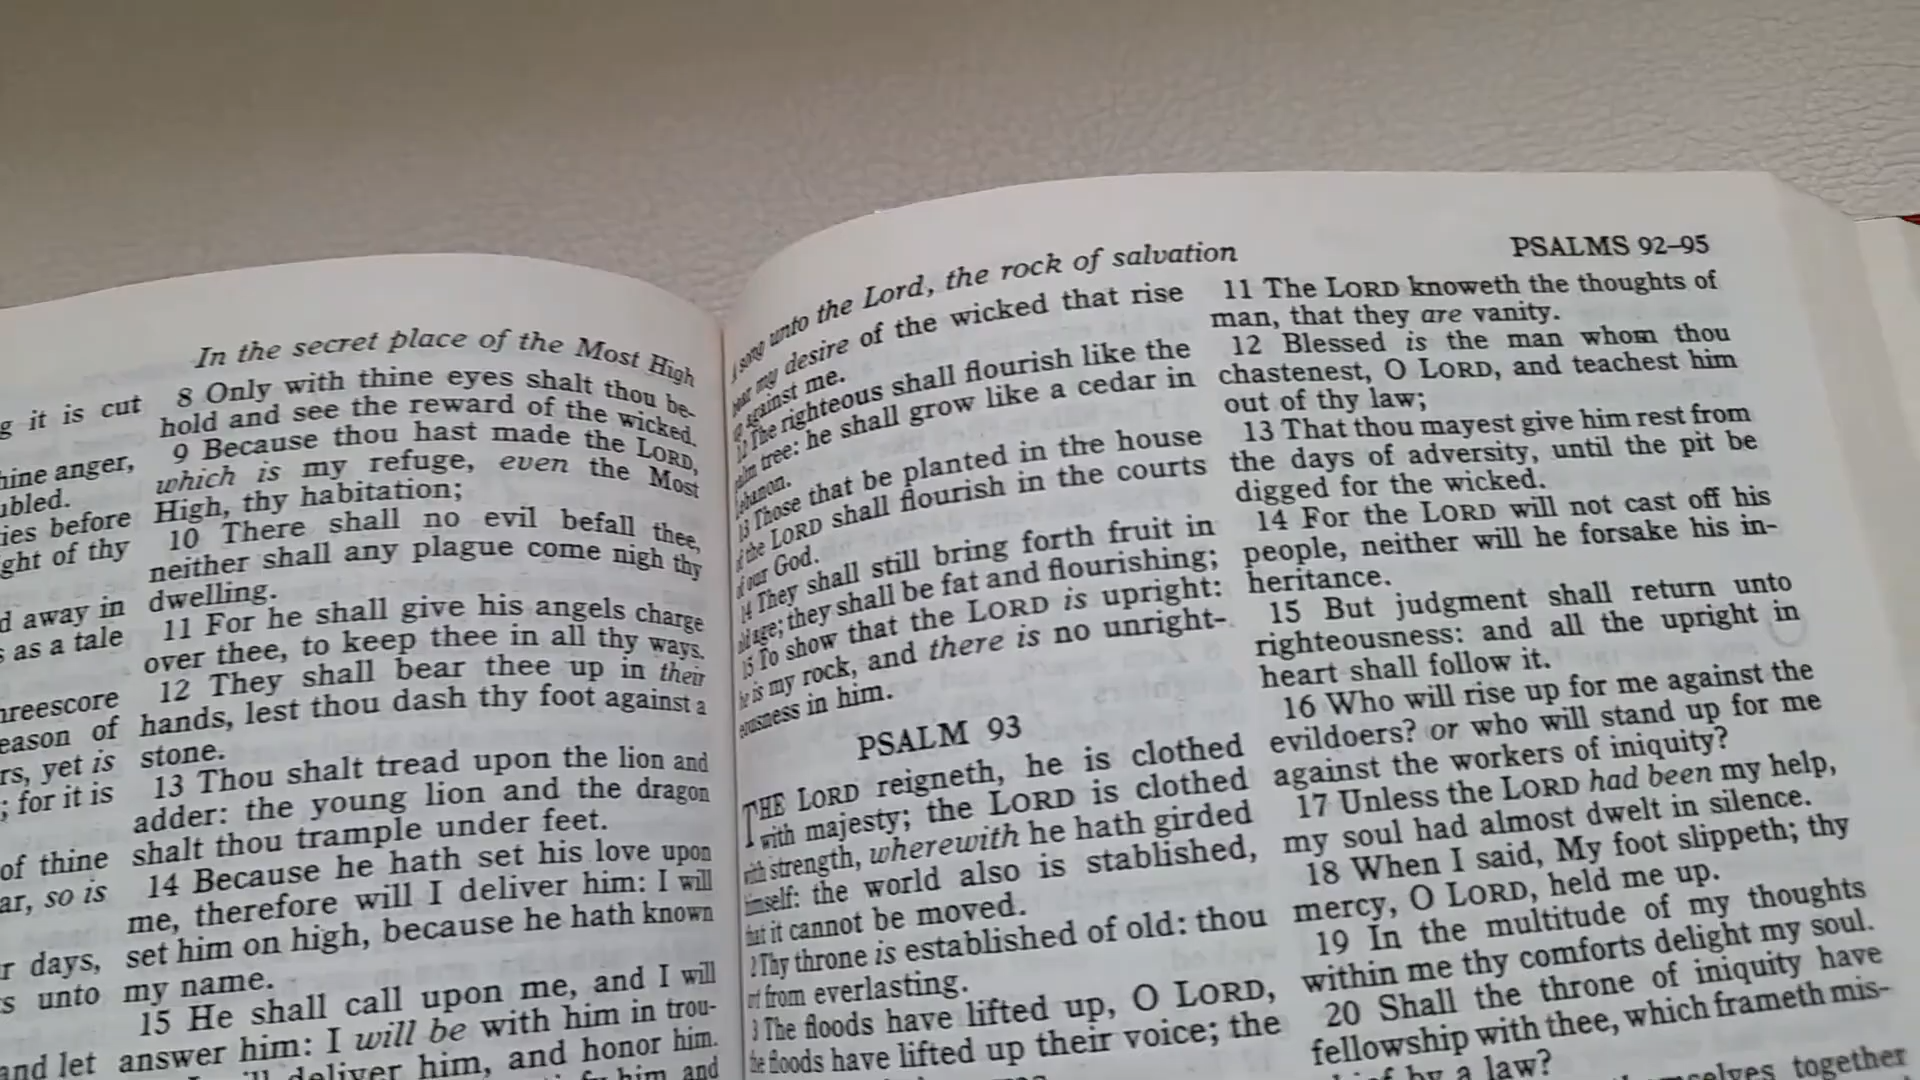 g it is cut
hine anger,
ubled.
ies before
ght of thy
d away in
s as a tale
hreescore
eason of
rs, yet is
; for it is
of thine
ar, so is
r days,
s unto
and let
In the secret place of the Most High
8 Only with thine eyes shalt thou be-
hold and see the reward of the wicked.
9 Because thou hast made the LORD,
which is my refuge, even the Most
High, thy habitation;
10 There shall no evil befall thee,
neither shall any plague come nigh thy
dwelling.
11 For he shall give his angels charge
over thee, to keep thee in all thy ways.
12 They shall bear thee up in their
hands, lest thou dash thy foot against a
stone.
13 Thou shalt tread upon the lion and
adder: the young lion and the dragon
shalt thou trample under feet.
14 Because he hath set his love upon
me, therefore will I deliver him: I will
set him on high, because he hath known
my name.
15 He shall call upon me, and I will
answer him: I will be with him in trou-
deliver him, and honor him.
him and
A song unto the Lord, the rock of salvation
hear my desire of the wicked that rise
up against me.
12 The righteous shall flourish like the
palm tree: he shall grow like a cedar in
Lebanon.
13 Those that be planted in the house
of the LORD shall flourish in the courts
of our God.
14 They shall still bring forth fruit in
old age; they shall be fat and flourishing;
15 To show that the LORD is upright:
he is my rock, and there is no unright-
eousness in him.
PSALM 93
THE LORD reigneth, he is clothed
with majesty; the LORD is clothed
with strength, wherewith he hath girded
himself: the world also is stablished,
that it cannot be moved.
2 Thy throne is established of old: thou
art from everlasting.
3 The floods have lifted up, O LORD,
the floods have lifted up their voice; the
PSALMS 92–95
11 The LORD knoweth the thoughts of
man, that they are vanity.
12 Blessed is the man whom thou
chastenest, O LORD, and teachest him
out of thy law;
13 That thou mayest give him rest from
the days of adversity, until the pit be
digged for the wicked.
14 For the LORD will not cast off his
people, neither will he forsake his in-
heritance.
15 But judgment shall return unto
righteousness: and all the upright in
heart shall follow it.
16 Who will rise up for me against the
evildoers? or who will stand up for me
against the workers of iniquity?
17 Unless the LORD had been my help,
my soul had almost dwelt in silence.
18 When I said, My foot slippeth; thy
mercy, O LORD, held me up.
19 In the multitude of my thoughts
within me thy comforts delight my soul.
20 Shall the throne of iniquity have
fellowship with thee, which frameth mis-
by a law?
together